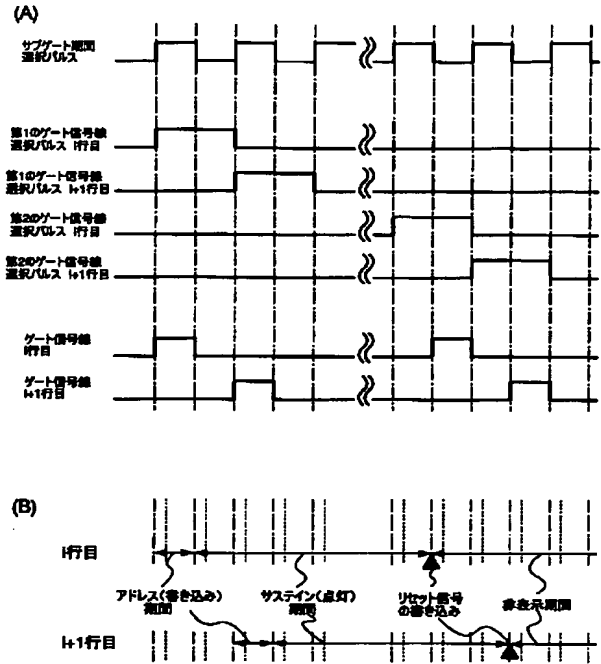 (A)
サブゲート期間
選択パルス
第1のゲート信号線
選択パルス i行目
第1のゲート信号線
選択パルス i+1行目
第2のゲート信号線
選択パルス i行目
第2のゲート信号線
選択パルス i+1行目
ゲート信号線
i行目
ゲート信号線
i+1行目
(B)
i行目
アドレス(書き込み)
期間
サステイン(点灯)
期間
リセット信号
の書き込み
非表示期間
i+1行目